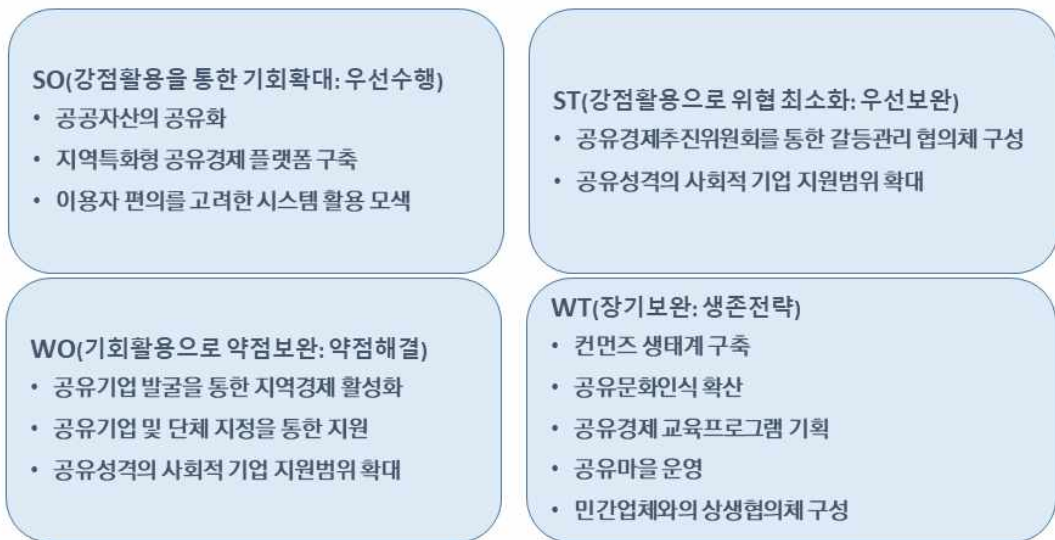 SO(강점활용을 통한 기회확대: 우선수행)
• 공공자산의 공유화
• 지역특화형 공유경제 플랫폼 구축
• 이용자 편의를 고려한 시스템 활용 모색
ST(강점활용으로 위협 최소화: 우선보완)
• 공유경제추진위원회를 통한 갈등관리 협의체 구성
• 공유성격의 사회적 기업 지원범위 확대
WO(기회활용으로 약점보완: 약점해결)
• 공유기업 발굴을 통한 지역경제 활성화
• 공유기업 및 단체 지정을 통한 지원
• 공유성격의 사회적 기업 지원범위 확대
WT(장기보완: 생존전략)
• 컨먼즈 생태계 구축
• 공유문화인식 확산
• 공유경제 교육프로그램 기획
• 공유마을 운영
• 민간업체와의 상생협의체 구성